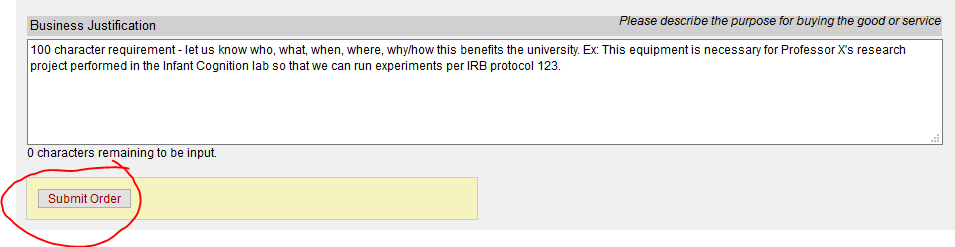 Business Justification
Please describe the purpose for buying the good or service
100 character requirement - let us know who, what, when, where, why/how this benefits the university. Ex: This equipment is necessary for Professor X's research
project performed in the Infant Cognition lab so that we can run experiments per IRB protocol 123.
0 characters remaining to be input.
Submit Order